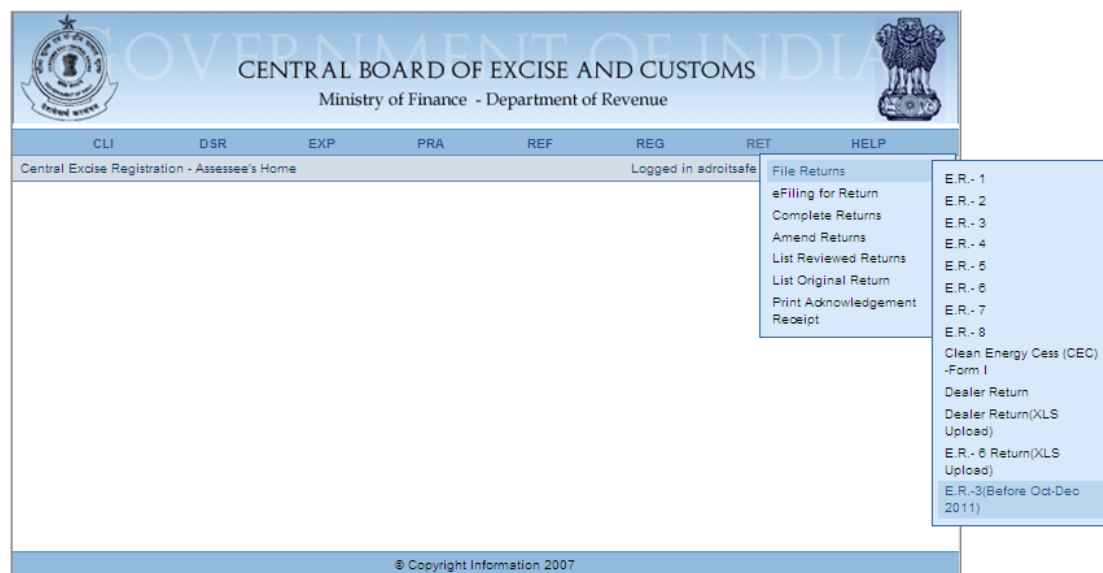 GOVERNMENT OF INDIA
CENTRAL BOARD OF EXCISE AND CUSTOMS
Ministry of Finance - Department of Revenue
CLI DSR EXP PRA REF REG RET HELP
Central Excise Registration - Assessee's Home Logged in adroitsafe
File Returns
eFiling for Return
Complete Returns
Amend Returns
List Reviewed Returns
List Original Return
Print Acknowledgement
Receipt
E.R.- 1
E.R.- 2
E.R.- 3
E.R.- 4
E.R.- 5
E.R.- 6
E.R.- 7
E.R.- 8
Clean Energy Cess (CEC)
-Form I
Dealer Return
Dealer Return(XLS
Upload)
E.R.- 6 Return(XLS
Upload)
E.R.-3(Before Oct-Dec
2011)
© Copyright Information 2007